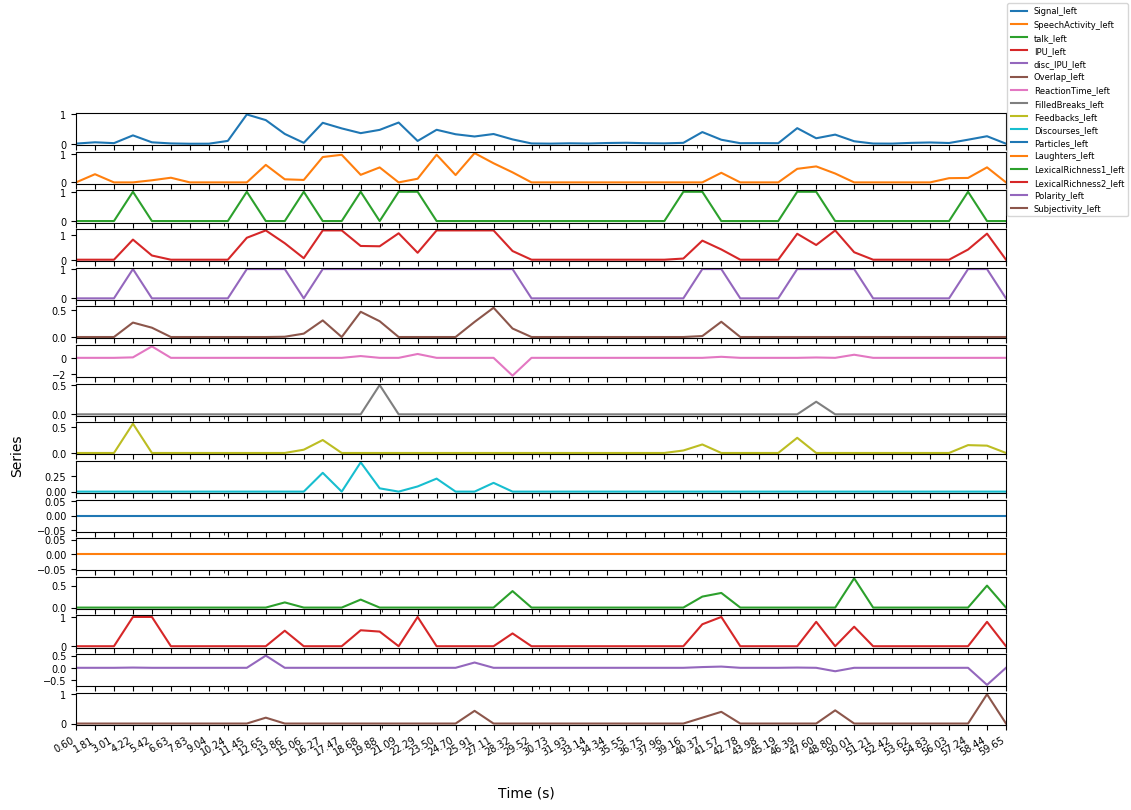 Signal_left
SpeechActivity_left
talk_left
IPU_left
disc_IPU_left
Overlap_left
ReactionTime_left
FilledBreaks_left
Feedbacks_left
Discourses_left
Particles_left
Laughters_left
LexicalRichness1_left
LexicalRichness2_left
Polarity_left
Subjectivity_left
1
0
1
0
1
0
1
0
1
0
0.5
0.0
0
−2
0.5
0.0
0.5
0.0
0.25
0.00
0.05
0.00
−0.05
0.05
0.00
−0.05
0.5
0.0
1
0
0.5
0.0
−0.5
1
0
Series
0.60 1.81 3.01 4.22 5.42 6.63 7.83 9.04 10.24 11.45 12.65 13.86 15.06 16.27 17.47 18.68 19.88 21.09 22.29 23.50 24.70 25.91 27.11 28.32 29.52 30.73 31.93 33.14 34.34 35.55 36.75 37.96 39.16 40.37 41.57 42.78 43.98 45.19 46.39 47.60 48.80 50.01 51.21 52.42 53.62 54.83 56.03 57.24 58.44 59.65
Time (s)